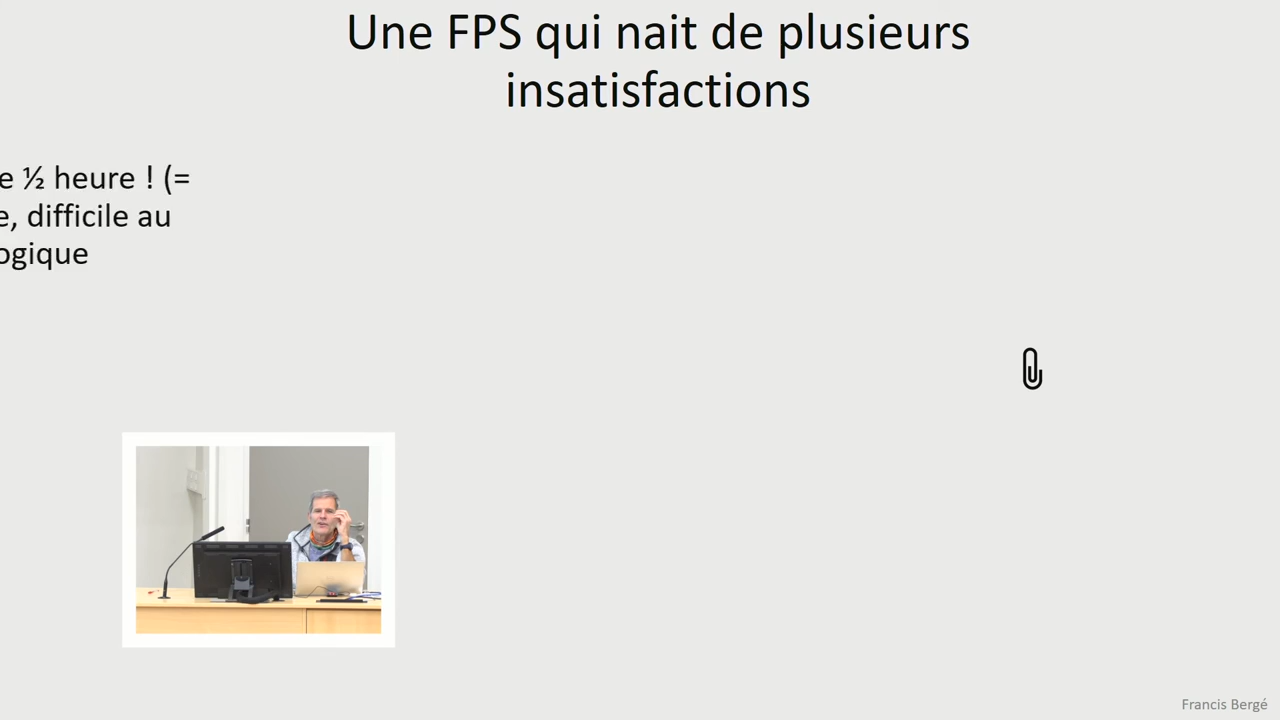 Une FPS qui nait de plusieurs
insatisfactions
e ½ heure ! (=
e, difficile au
ogique
Francis Bergé